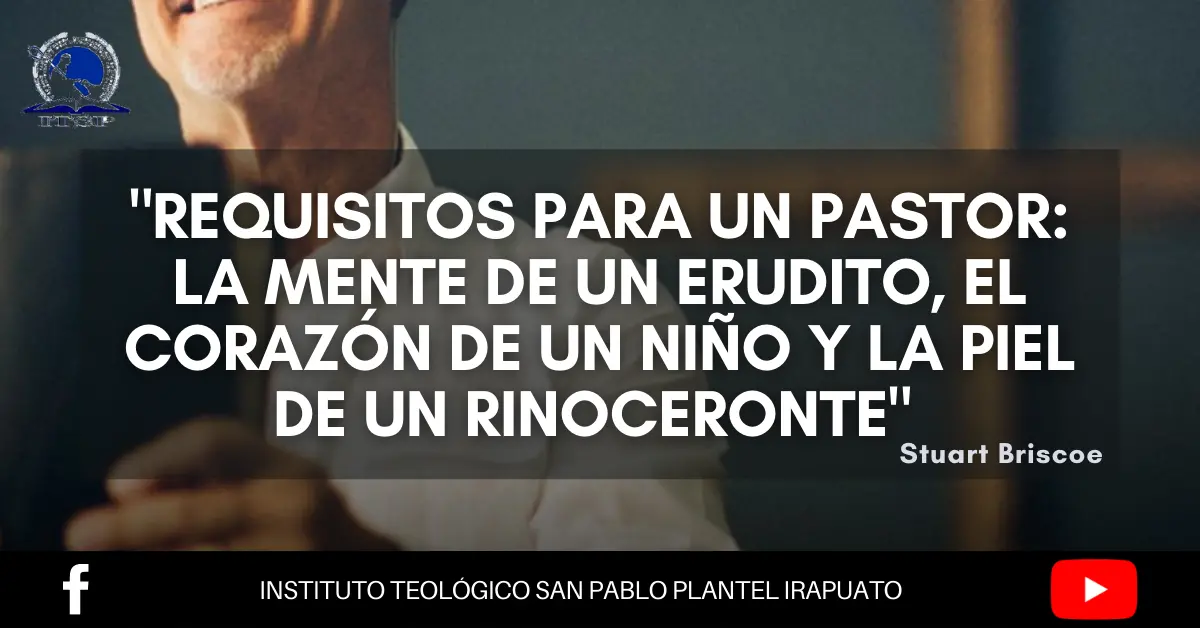 ITSP
"REQUISITOS PARA UN PASTOR:
LA MENTE DE UN ERUDITO, EL
CORAZÓN DE UN NIÑO Y LA PIEL
DE UN RINOCERONTE"
Stuart Briscoe
INSTITUTO TEOLÓGICO SAN PABLO PLANTEL IRAPUATO